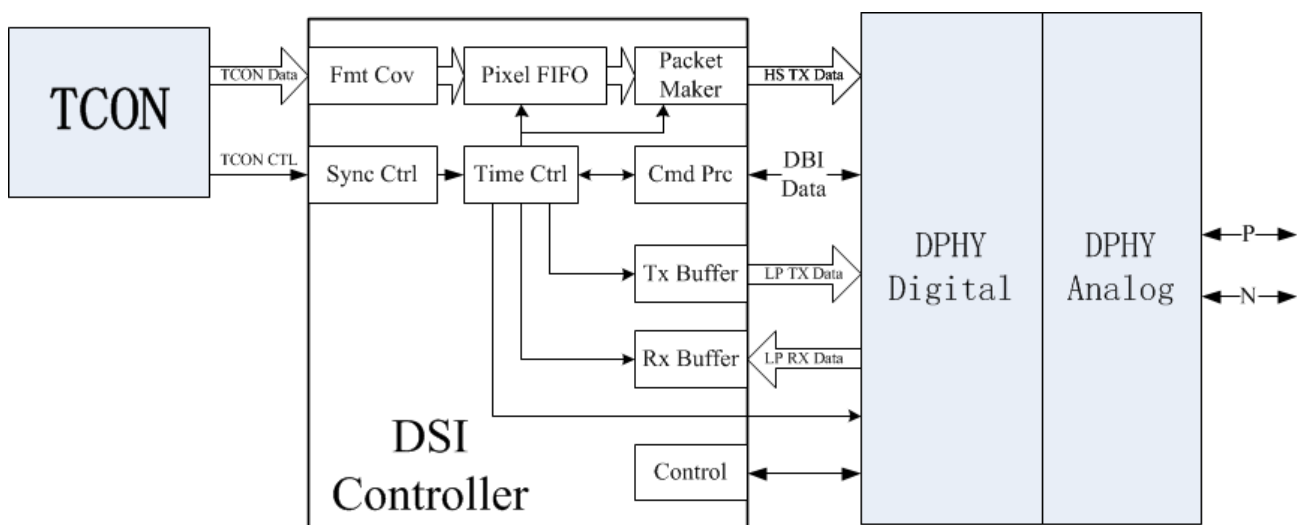 TCON
TCON Data
TCON CTL
Fmt Cov
Pixel FIFO
Packet
Maker
Sync Ctrl
Time Ctrl
Cmd Prc
Tx Buffer
Rx Buffer
Control
DSI
Controller
HS TX Data
DBI
Data
LP TX Data
LP RX Data
DPHY
Digital
DPHY
Analog
P
N